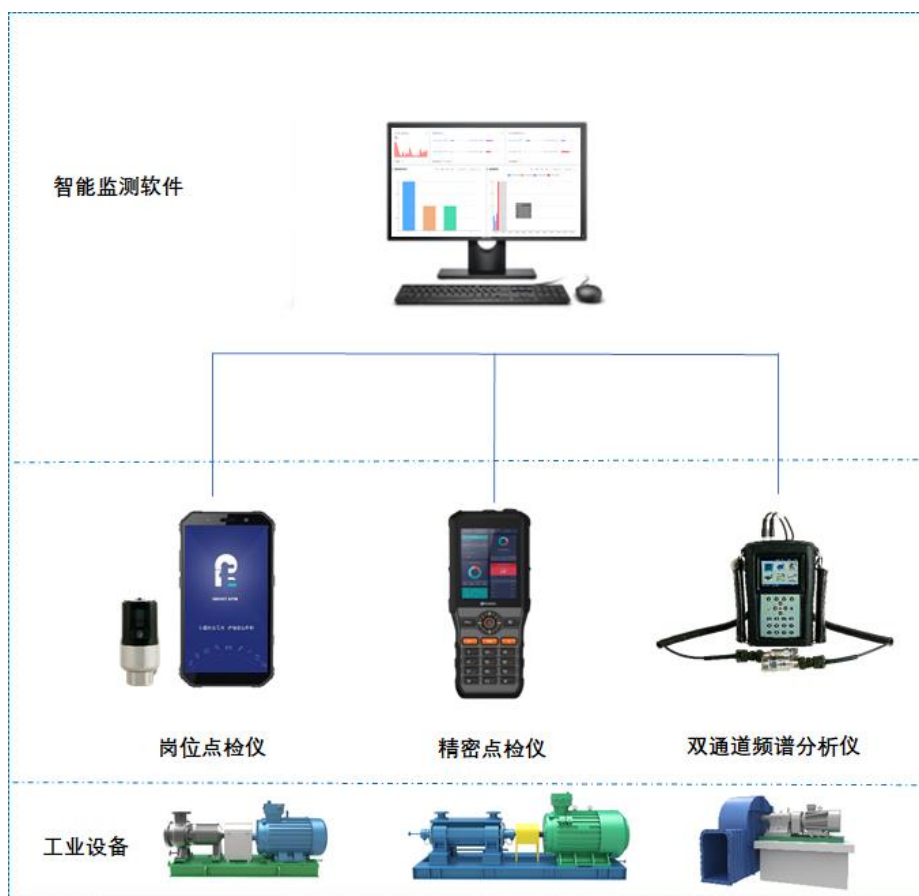 智能监测软件
岗位点检仪
精密点检仪
双通道频谱分析仪
工业设备